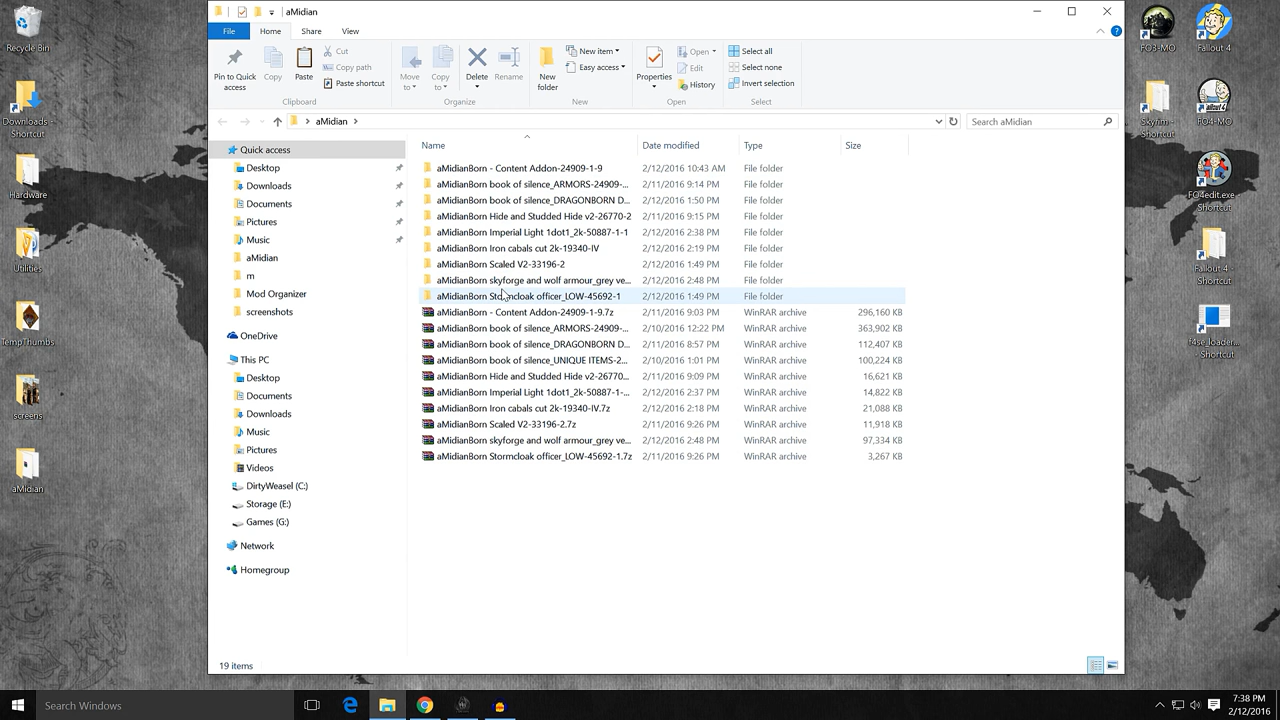 Recycle Bin
Downloads - Shortcut
Hardware
Utilities
TempThumbs
screens
aMidian
aMidian
File
Home
Share
View
Pin to Quick access
Copy
Paste
Cut
Copy path
Paste shortcut
Clipboard
Move to
Copy to
Delete
Rename
Organize
New folder
New item
Easy access
New
Properties
Open
Edit
History
Open
Select all
Select none
Invert selection
Select
aMidian
Search aMidian
Quick access
Desktop
Downloads
Documents
Pictures
Music
aMidian
m
Mod Organizer
screenshots
OneDrive
This PC
Desktop
Documents
Downloads
Music
Pictures
Videos
DirtyWeasel (C:)
Storage (E:)
Games (G:)
Network
Homegroup
Name Date modified Type Size
aMidianBorn - Content Addon-24909-1-9 2/12/2016 10:43 AM File folder
aMidianBorn book of silence_ARMORS-24909-... 2/11/2016 9:14 PM File folder
aMidianBorn book of silence_DRAGONBORN D... 2/12/2016 1:50 PM File folder
aMidianBorn Hide and Studded Hide v2-26770-2 2/11/2016 9:15 PM File folder
aMidianBorn Imperial Light 1dot1_2k-50887-1-1 2/12/2016 2:38 PM File folder
aMidianBorn Iron cabals cut 2k-19340-IV 2/12/2016 2:19 PM File folder
aMidianBorn Scaled V2-33196-2 2/12/2016 1:49 PM File folder
aMidianBorn skyforge and wolf armour_grey ve... 2/12/2016 2:48 PM File folder
aMidianBorn Stormcloak officer_LOW-45692-1 2/12/2016 1:49 PM File folder
aMidianBorn - Content Addon-24909-1-9.7z 2/11/2016 9:03 PM WinRAR archive 296,160 KB
aMidianBorn book of silence_ARMORS-24909-... 2/10/2016 12:22 PM WinRAR archive 363,902 KB
aMidianBorn book of silence_DRAGONBORN D... 2/11/2016 8:57 PM WinRAR archive 112,407 KB
aMidianBorn book of silence_UNIQUE ITEMS-2... 2/10/2016 1:01 PM WinRAR archive 100,224 KB
aMidianBorn Hide and Studded Hide v2-26770... 2/11/2016 9:09 PM WinRAR archive 16,621 KB
aMidianBorn Imperial Light 1dot1_2k-50887-1-... 2/12/2016 2:37 PM WinRAR archive 14,822 KB
aMidianBorn Iron cabals cut 2k-19340-IV.7z 2/12/2016 2:18 PM WinRAR archive 21,088 KB
aMidianBorn Scaled V2-33196-2.7z 2/11/2016 9:26 PM WinRAR archive 11,918 KB
aMidianBorn skyforge and wolf armour_grey ve... 2/12/2016 2:48 PM WinRAR archive 97,334 KB
aMidianBorn Stormcloak officer_LOW-45692-1.7z 2/11/2016 9:26 PM WinRAR archive 3,267 KB
19 items
FO3-MO
Fallout 4
Skyrim - Shortcut
FO4-MO
FO4edit.exe - Shortcut
Fallout 4 - Shortcut
f4se_loader... - Shortcut
Search Windows
7:38 PM
2/12/2016